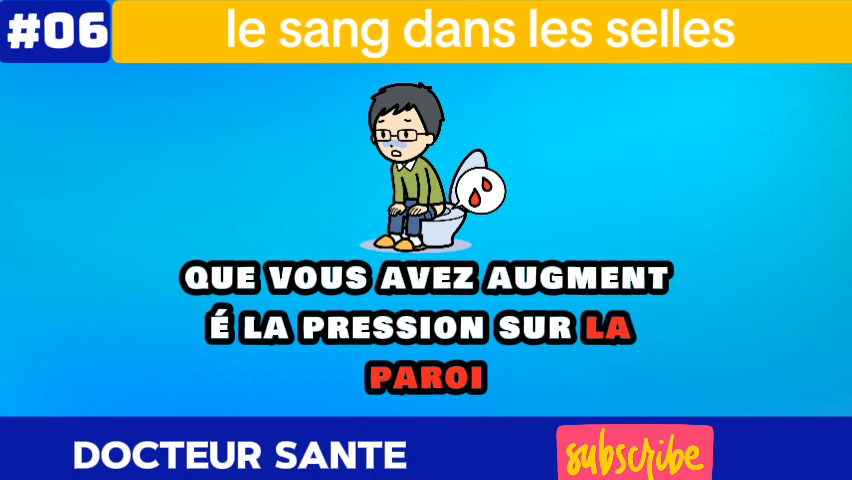 #06
le sang dans les selles
QUE VOUS AVEZ AUGMENT
É LA PRESSION SUR LA
PAROI
DOCTEUR SANTE
subscribe